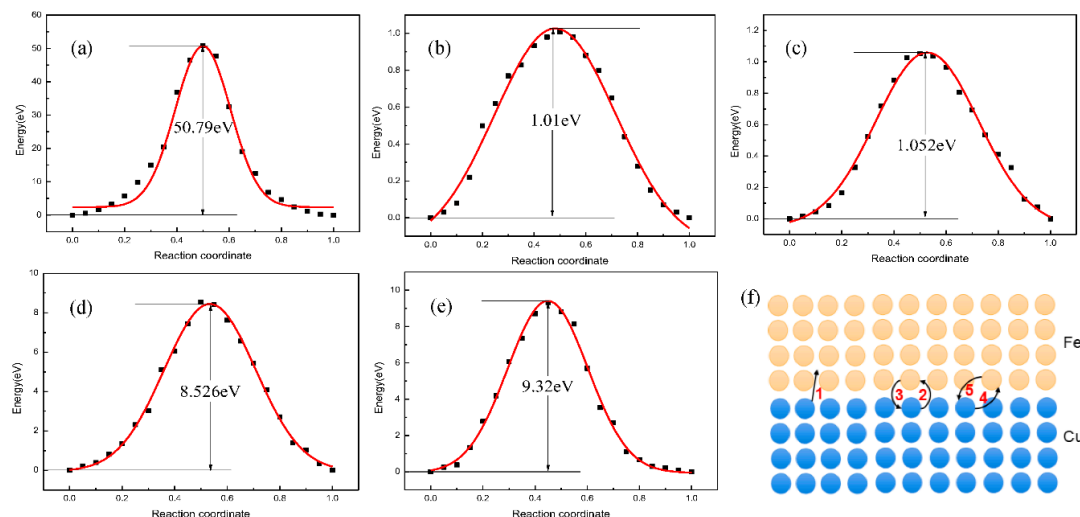 (a)
Energy(eV)
60
50
40
30
20
10
0
50.79eV
0.0 0.2 0.4 0.6 0.8 1.0
Reaction coordinate
(b)
Energy(eV)
1.0
0.8
0.6
0.4
0.2
0.0
1.01eV
0.0 0.2 0.4 0.6 0.8 1.0
Reaction coordinate
(c)
Energy(eV)
1.2
1.0
0.8
0.6
0.4
0.2
0.0
1.052eV
0.0 0.2 0.4 0.6 0.8 1.0
Reaction coordinate
(d)
Energy(eV)
10
8
6
4
2
0
8.526eV
0.0 0.2 0.4 0.6 0.8 1.0
Reaction coordinate
(e)
Energy(eV)
10
8
6
4
2
0
9.32eV
0.0 0.2 0.4 0.6 0.8 1.0
Reaction coordinate
(f)
Fe
1 3 2 5 4
Cu